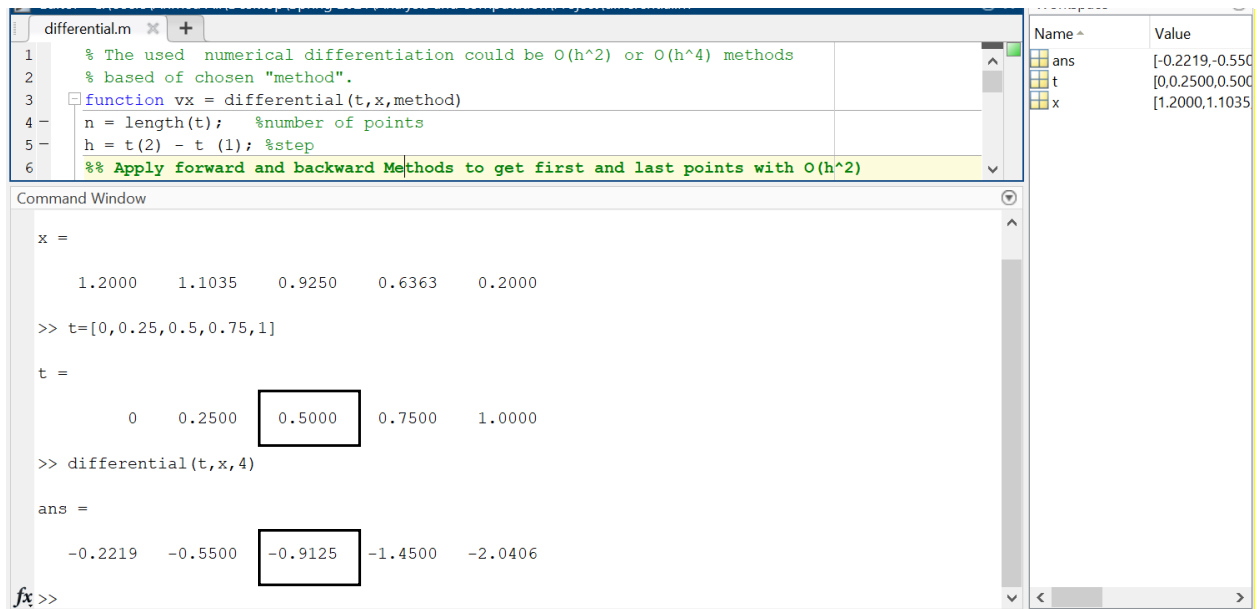 differential.m
1 % The used numerical differentiation could be O(h^2) or O(h^4) methods
2 % based of chosen "method".
3 function vx = differential(t,x,method)
4 n = length(t); %number of points
5 h = t(2) - t (1); %step
6 %% Apply forward and backward Methods to get first and last points with O(h^2)
Command Window
x =
1.2000 1.1035 0.9250 0.6363 0.2000
>> t=[0,0.25,0.5,0.75,1]
t =
0 0.2500 0.5000 0.7500 1.0000
>> differential(t,x,4)
ans =
-0.2219 -0.5500 -0.9125 -1.4500 -2.0406
fx >>
Name Value
ans [-0.2219,-0.550
t [0,0.2500,0.500
x [1.2000,1.1035